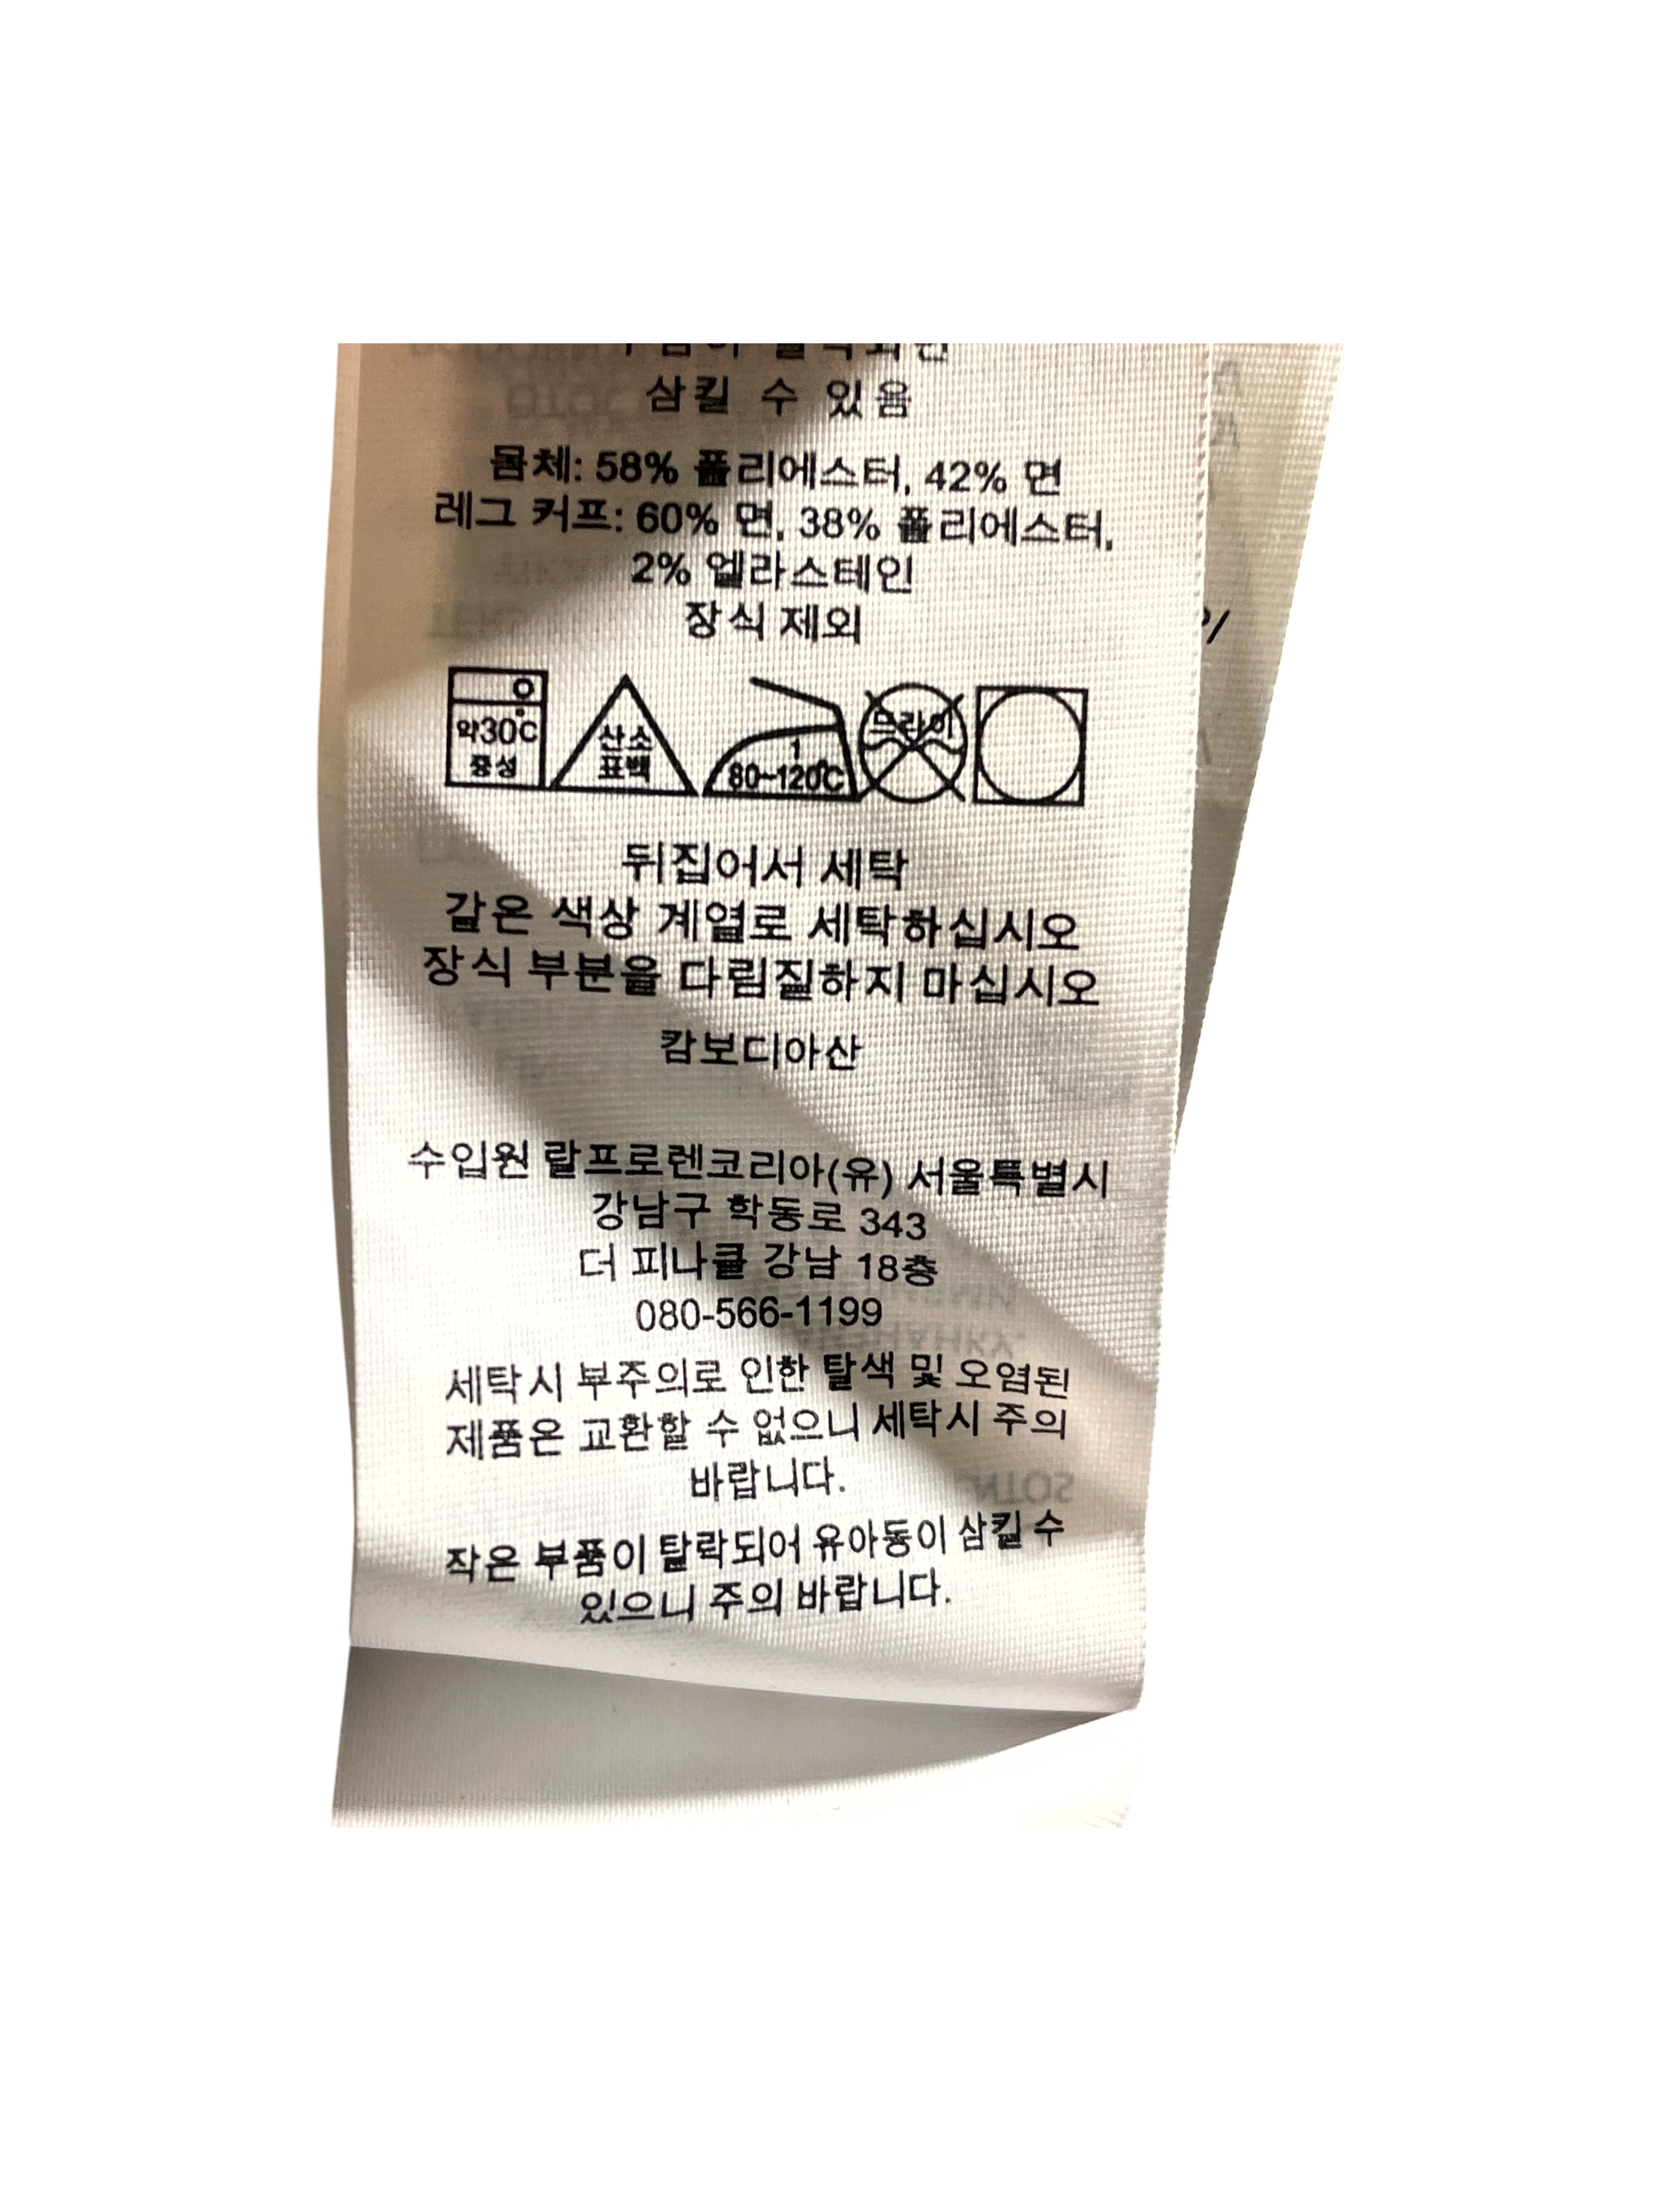 삼킬 수 있음
몸체: 58% 폴리에스터, 42% 면
레그 커프: 60% 면, 38% 폴리에스터,
2% 엘라스테인
장식 제외
약30°C
중성
산소
표백
1
80~120℃
드라이
뒤집어서 세탁
같은 색상 계열로 세탁하십시오
장식 부분을 다림질하지 마십시오
캄보디아산
수입원 랄프로렌코리아(유) 서울특별시
강남구 학동로 343
더 피나클 강남 18층
080-566-1199
세탁시 부주의로 인한 탈색 및 오염된
제품은 교환할 수 없으니 세탁시 주의
바랍니다.
작은 부품이 탈락되어 유아동이 삼킬 수
있으니 주의 바랍니다.